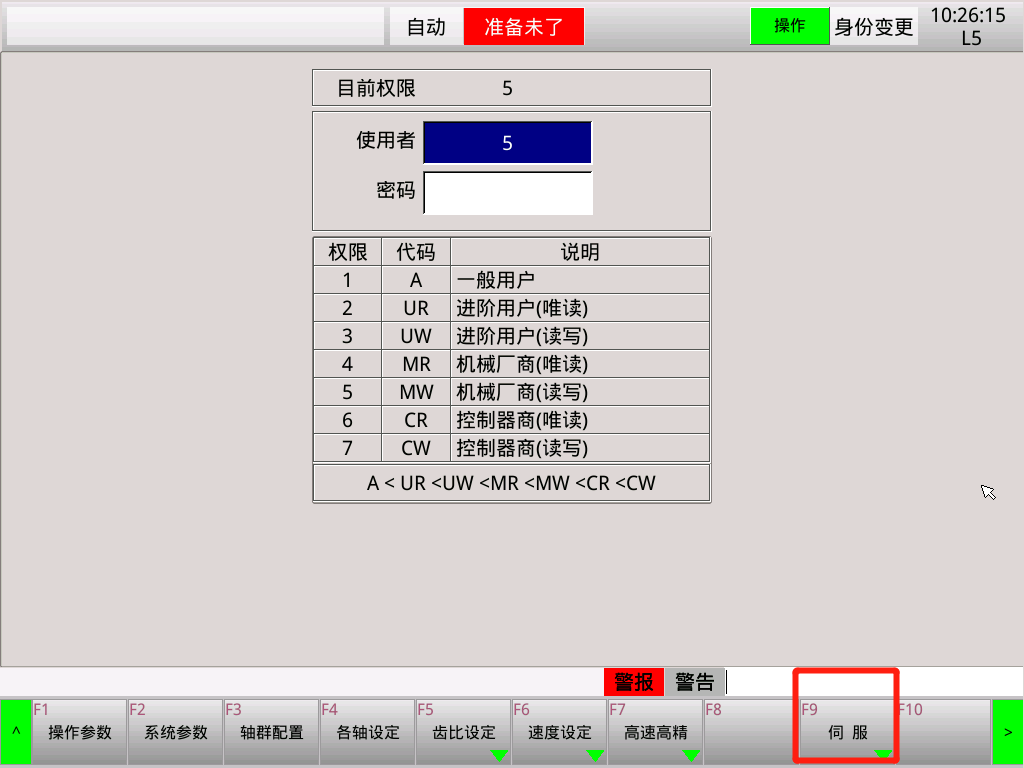 自动 准备未了 操作 身份变更 10:26:15
L5
目前权限 5
使用者 5
密码
权限 代码 说明
1 A 一般用户
2 UR 进阶用户(唯读)
3 UW 进阶用户(读写)
4 MR 机械厂商(唯读)
5 MW 机械厂商(读写)
6 CR 控制器商(唯读)
7 CW 控制器商(读写)
A < UR <UW <MR <MW <CR <CW
警报 警告
F1 F2 F3 F4 F5 F6 F7 F8 F9 F10
^ 操作参数 系统参数 轴群配置 各轴设定 齿比设定 速度设定 高速高精 伺 服 >